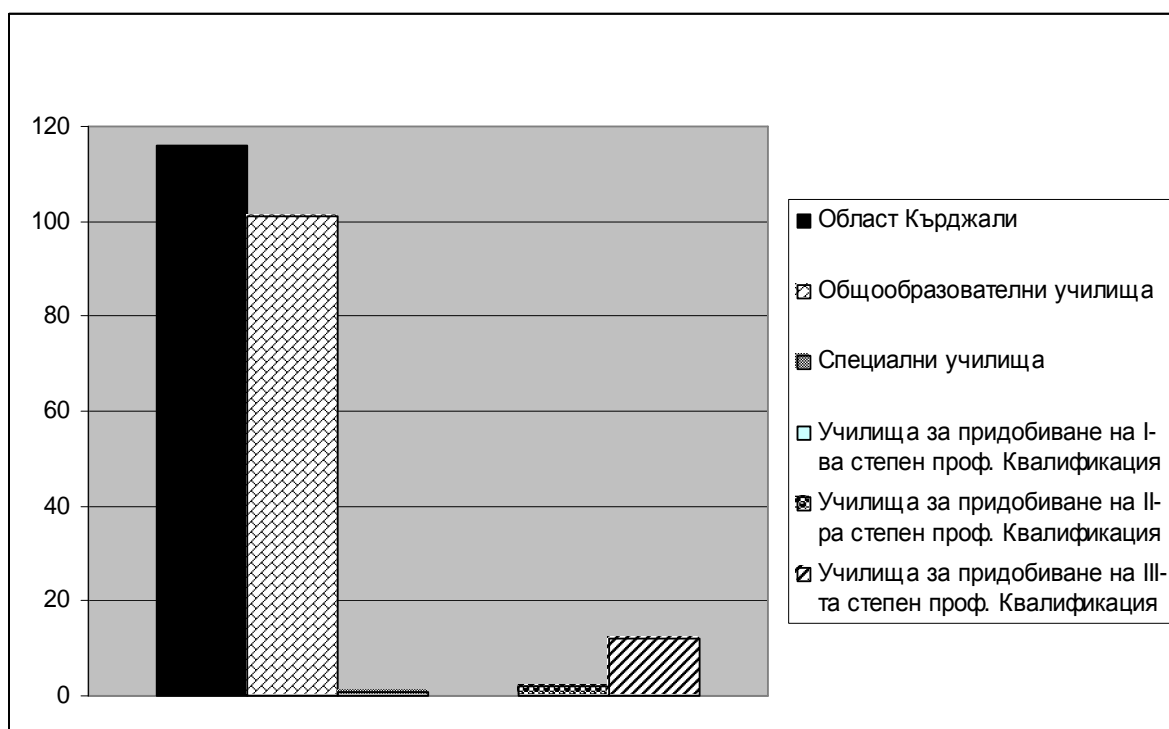 120
100
80
60
40
20
0
Област Кърджали
Общообразователни училища
Специални училища
Училища за придобиване на I-
ва степен проф. Квалификация
Училища за придобиване на II-
ра степен проф. Квалификация
Училища за придобиване на III-
та степен проф. Квалификация